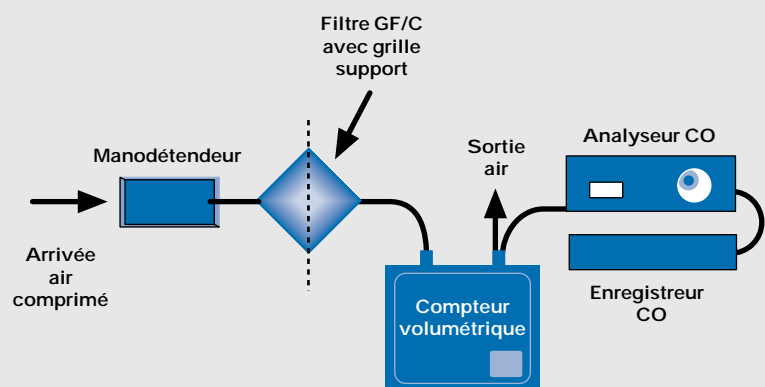 Filtre GF/C
avec grille
support
Manodétendeur
Sortie
air
Analyseur CO
Arrivée
air
comprimé
Compteur
volumétrique
Enregistreur
CO